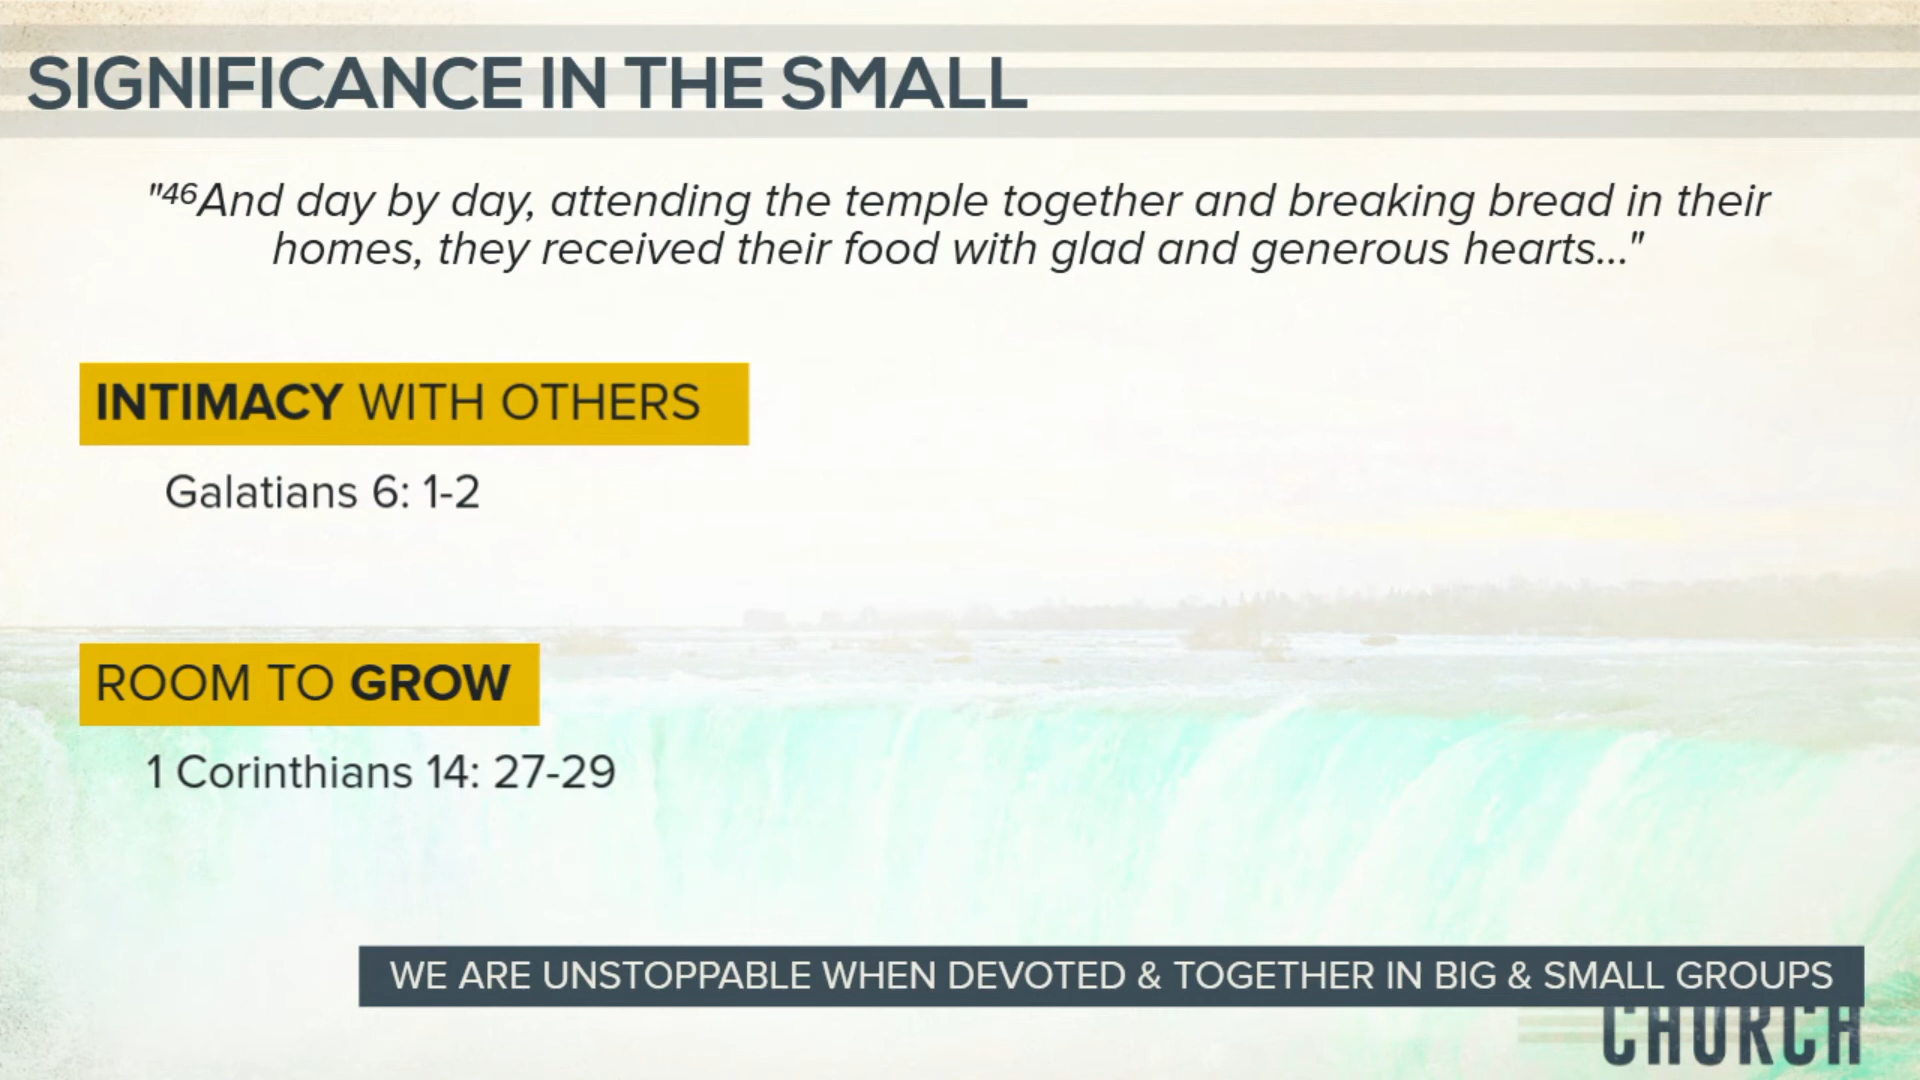 SIGNIFICANCE IN THE SMALL
"⁴⁶And day by day, attending the temple together and breaking bread in their
homes, they received their food with glad and generous hearts..."
INTIMACY WITH OTHERS
Galatians 6: 1-2
ROOM TO GROW
1 Corinthians 14: 27-29
WE ARE UNSTOPPABLE WHEN DEVOTED & TOGETHER IN BIG & SMALL GROUPS
CHURCH